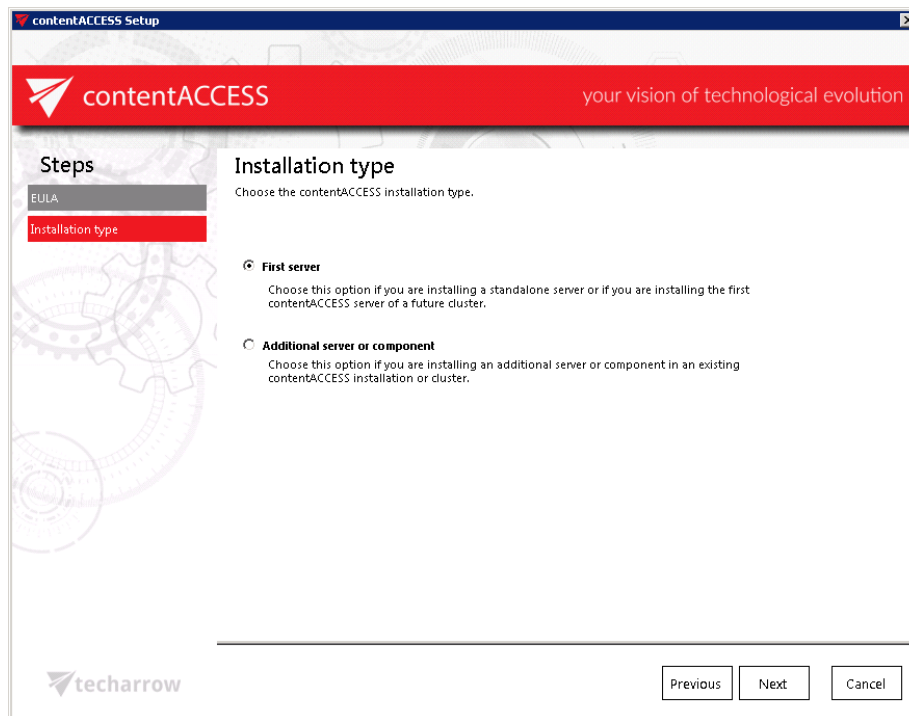 contentACCESS Setup
contentACCESS
your vision of technological evolution
Steps
EULA
Installation type
Installation type
Choose the contentACCESS installation type.
First server
Choose this option if you are installing a standalone server or if you are installing the first
contentACCESS server of a future cluster.
Additional server or component
Choose this option if you are installing an additional server or component in an existing
contentACCESS installation or cluster.
techarrow
Previous
Next
Cancel